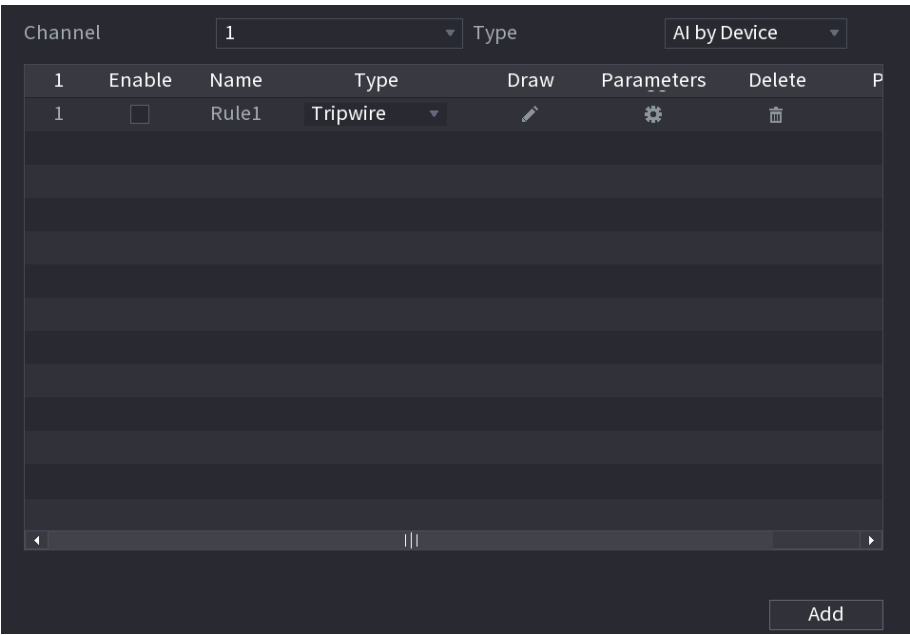 Channel 1 Type AI by Device
1 Enable Name Type Draw Parameters Delete P
1 Rule1 Tripwire
Add